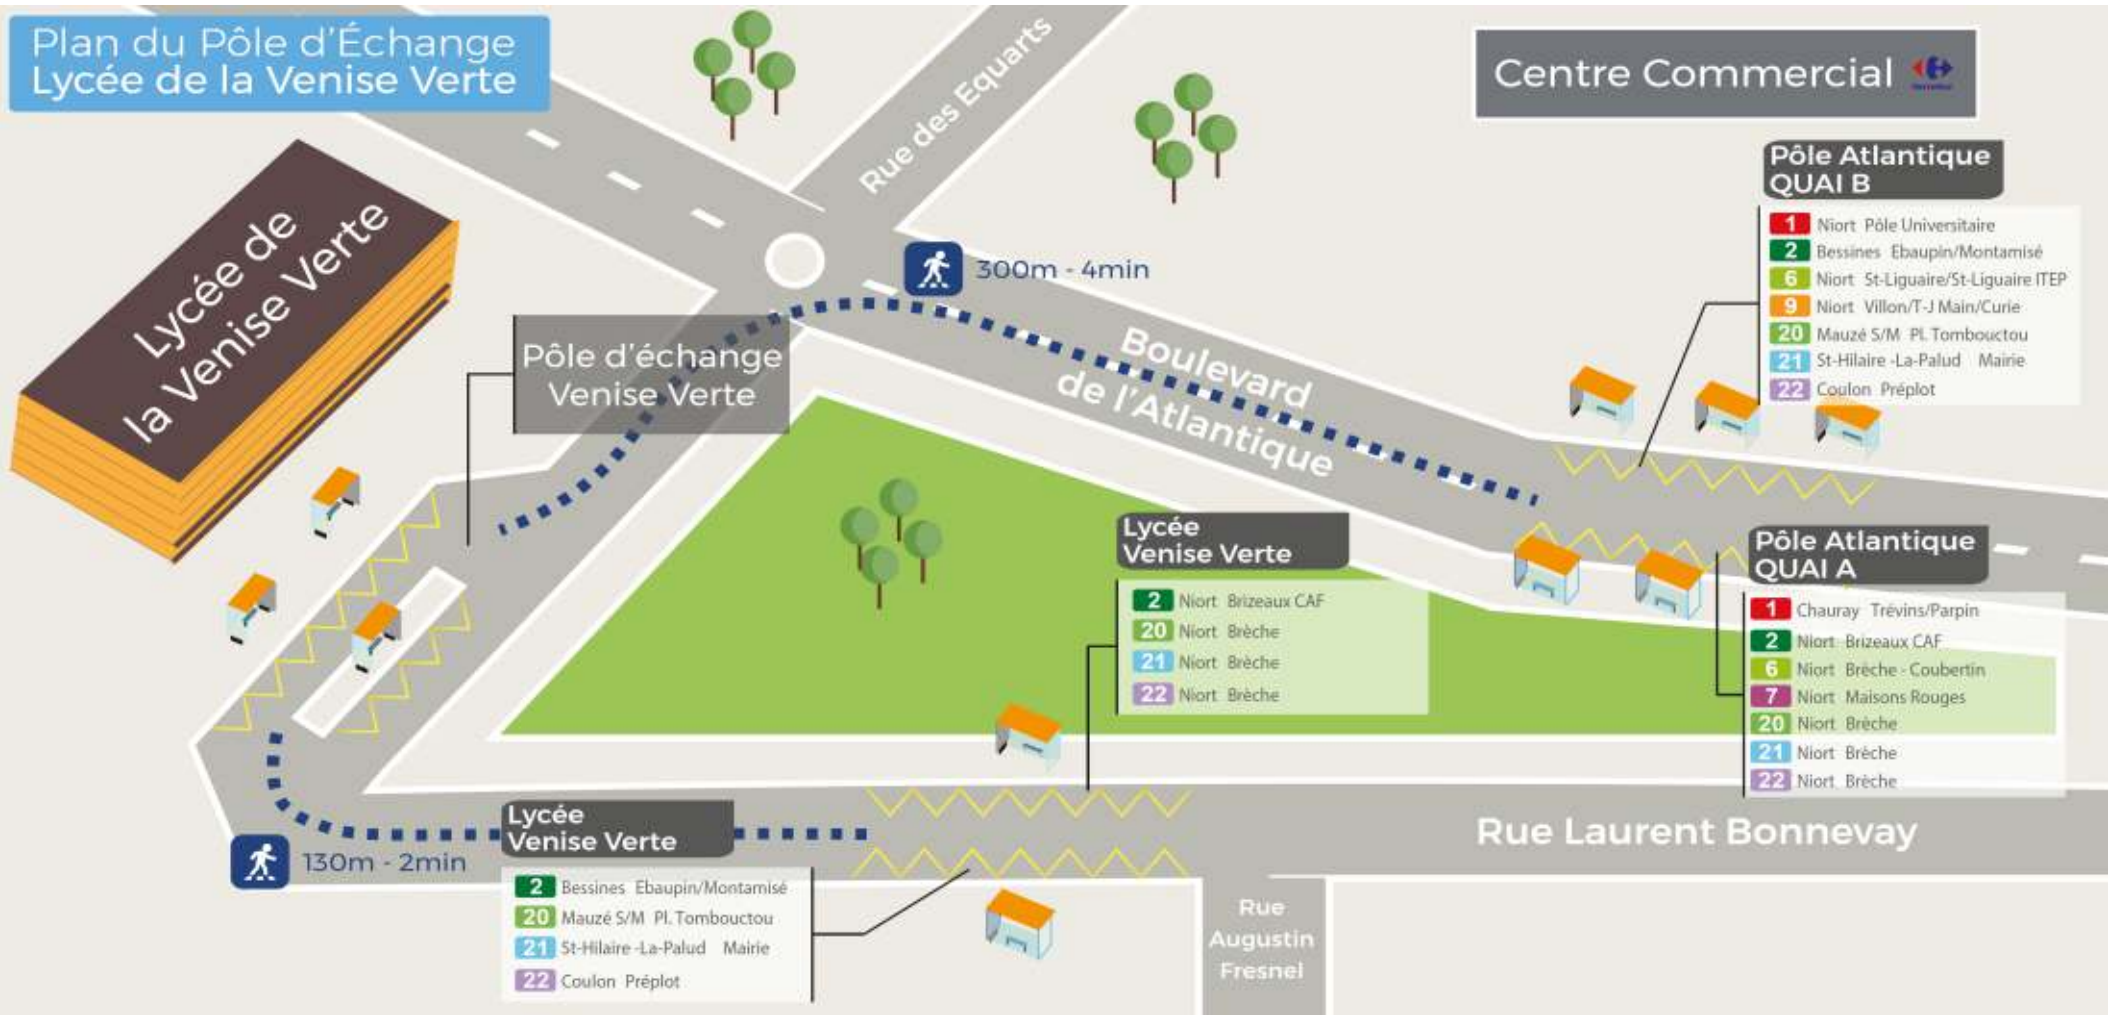 Plan du Pôle d'Échange
Lycée de la Venise Verte
Rue des Equarts
Centre Commercial
Lycée de
la Venise Verte
Pôle Atlantique
QUAI B
1 Niort Pôle Universitaire
2 Bessines Ebaupin/Montamisé
6 Niort St-Liguaire/St-Liguaire ITEP
9 Niort Villon/T-J Main/Curie
20 Mauzé S/M Pl. Tombouctou
21 St-Hilaire -La-Palud Mairie
22 Coulon Préplot
300m - 4min
Pôle d'échange
Venise Verte
Boulevard
de l'Atlantique
Lycée
Venise Verte
2 Niort Brizeaux CAF
20 Niort Brèche
21 Niort Brèche
22 Niort Brèche
Pôle Atlantique
QUAI A
1 Chauray Trévins/Parpin
2 Niort Brizeaux CAF
6 Niort Brèche - Coubertin
7 Niort Maisons Rouges
20 Niort Brèche
21 Niort Brèche
22 Niort Brèche
Lycée
Venise Verte
130m - 2min
2 Bessines Ebaupin/Montamisé
20 Mauzé S/M Pl. Tombouctou
21 St-Hilaire -La-Palud Mairie
22 Coulon Préplot
Rue Laurent Bonnevay
Rue
Augustin
Fresnel